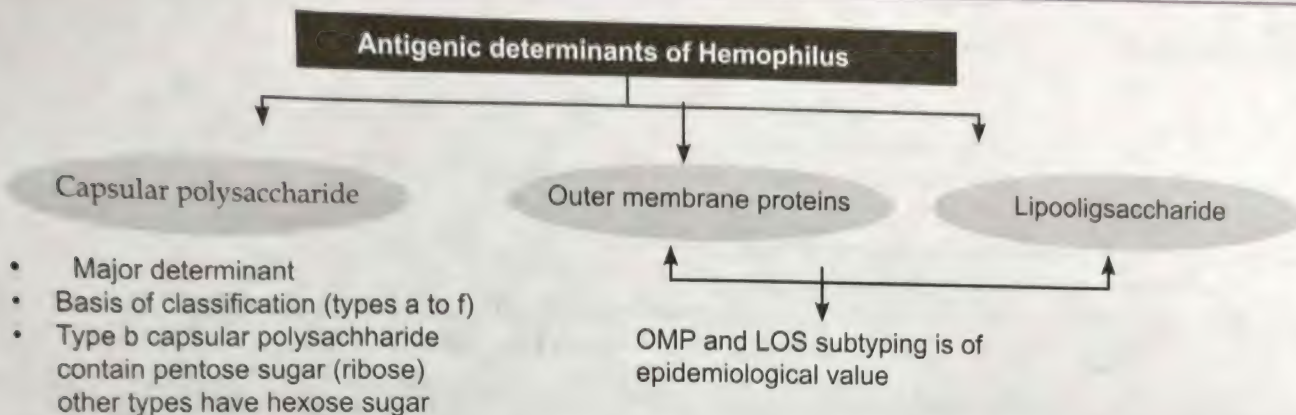 Antigenic determinants of Hemophilus
Capsular polysaccharide
Outer membrane proteins
Lipooligsaccharide
• Major determinant
• Basis of classification (types a to f)
• Type b capsular polysachharide
contain pentose sugar (ribose)
other types have hexose sugar
OMP and LOS subtyping is of
epidemiological value